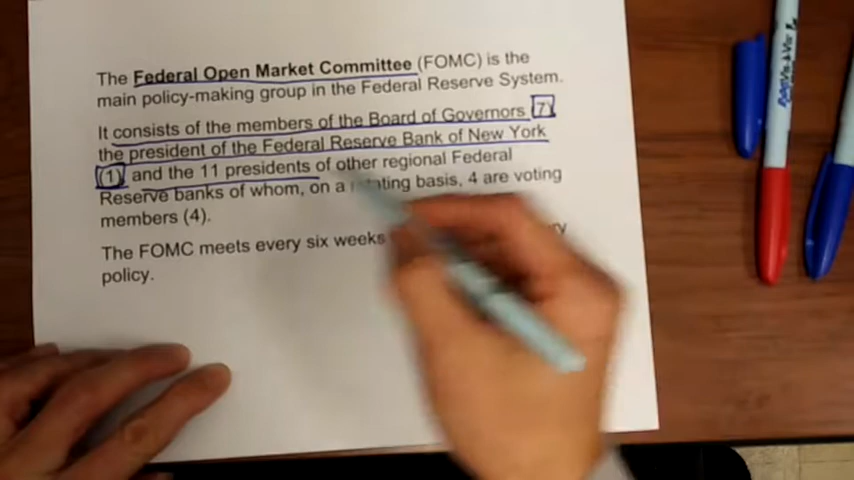 The Federal Open Market Committee (FOMC) is the
main policy-making group in the Federal Reserve System.
It consists of the members of the Board of Governors (7)
the president of the Federal Reserve Bank of New York
(1) and the 11 presidents of other regional Federal
Reserve banks of whom, on a rotating basis, 4 are voting
members (4).
The FOMC meets every six weeks
policy.